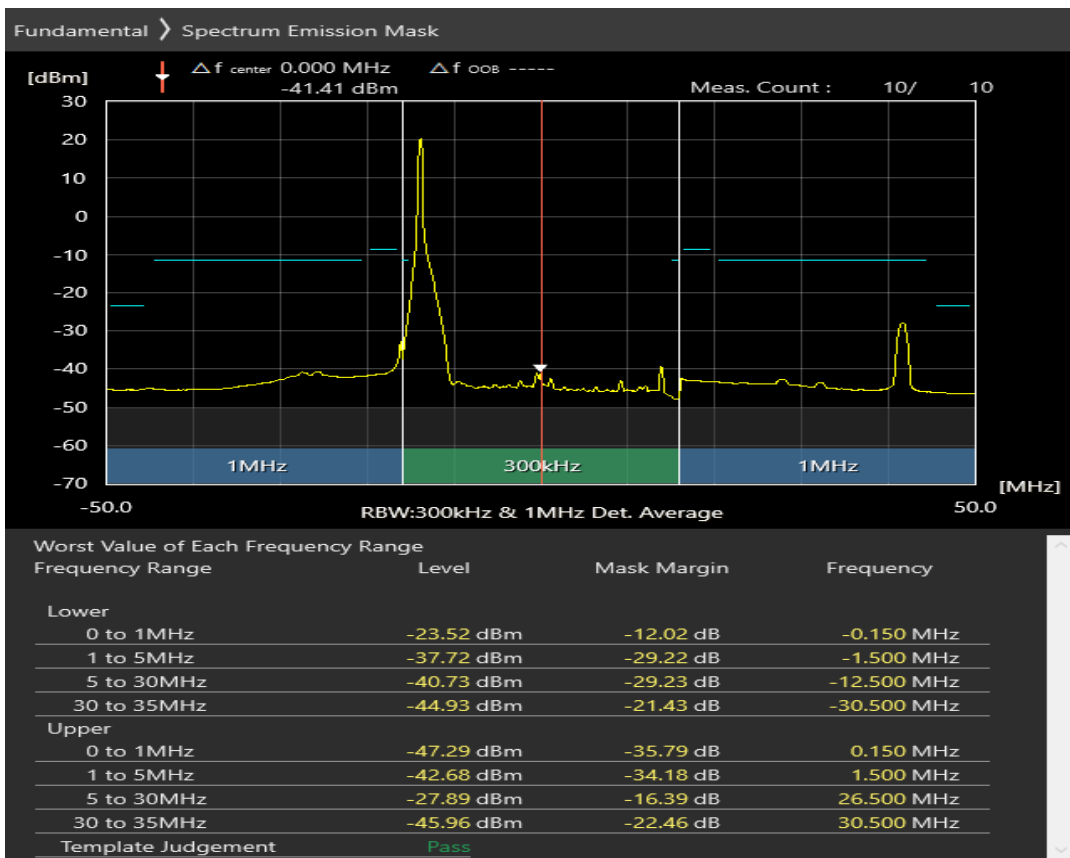 Fundamental 〉 Spectrum Emission Mask
[dBm] △f center 0.000 MHz △f OOB -----
-41.41 dBm Meas. Count : 10/ 10
30
20
10
0
-10
-20
-30
-40
-50
-60
1MHz 300kHz 1MHz
-70 [MHz]
-50.0 RBW:300kHz & 1MHz Det. Average 50.0
Worst Value of Each Frequency Range
Frequency Range Level Mask Margin Frequency
Lower
0 to 1MHz -23.52 dBm -12.02 dB -0.150 MHz
1 to 5MHz -37.72 dBm -29.22 dB -1.500 MHz
5 to 30MHz -40.73 dBm -29.23 dB -12.500 MHz
30 to 35MHz -44.93 dBm -21.43 dB -30.500 MHz
Upper
0 to 1MHz -47.29 dBm -35.79 dB 0.150 MHz
1 to 5MHz -42.68 dBm -34.18 dB 1.500 MHz
5 to 30MHz -27.89 dBm -16.39 dB 26.500 MHz
30 to 35MHz -45.96 dBm -22.46 dB 30.500 MHz
Template Judgement Pass